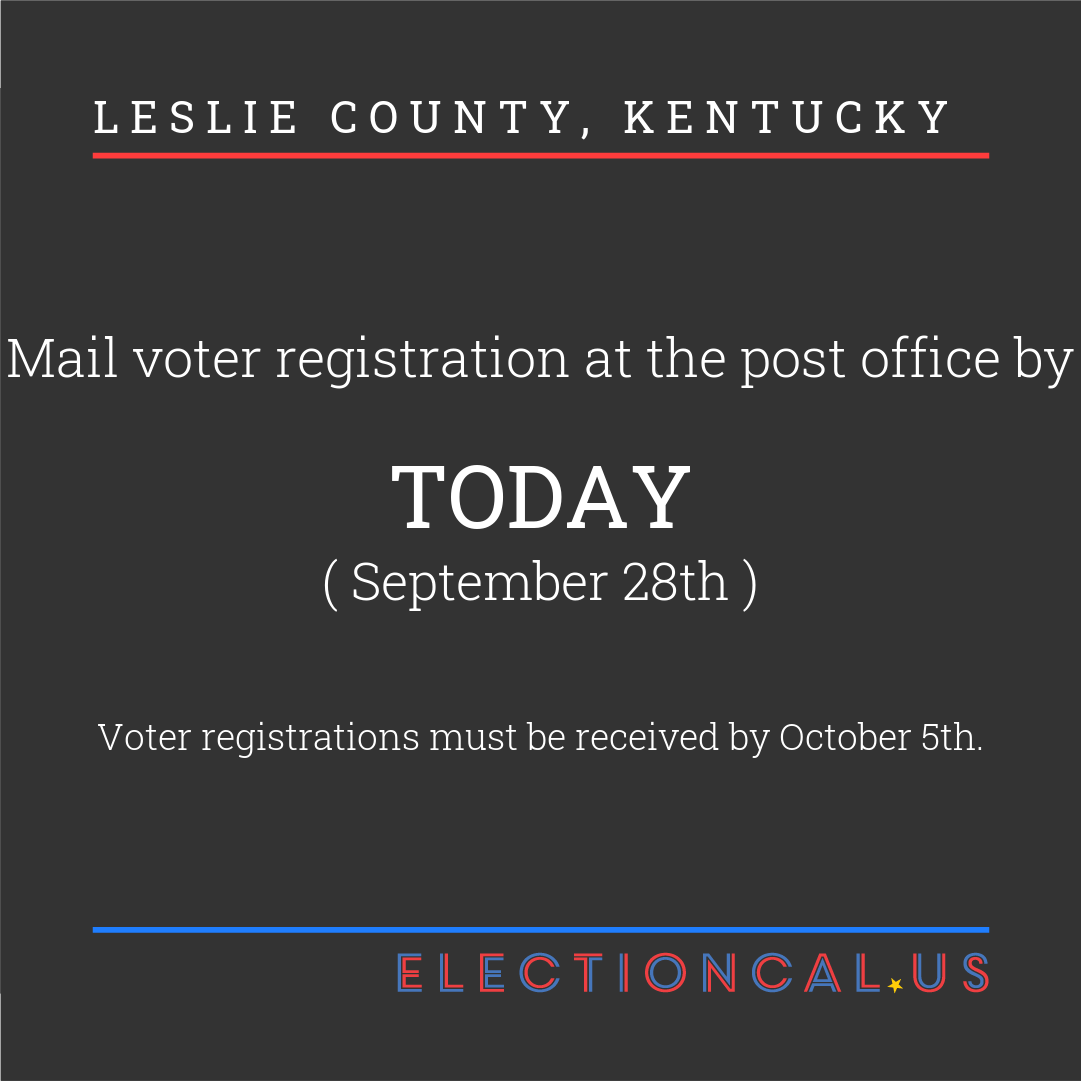 LESLIE COUNTY, KENTUCKY
Mail voter registration at the post office by
TODAY
( September 28th )
Voter registrations must be received by October 5th.
ELECTIONCAL.US